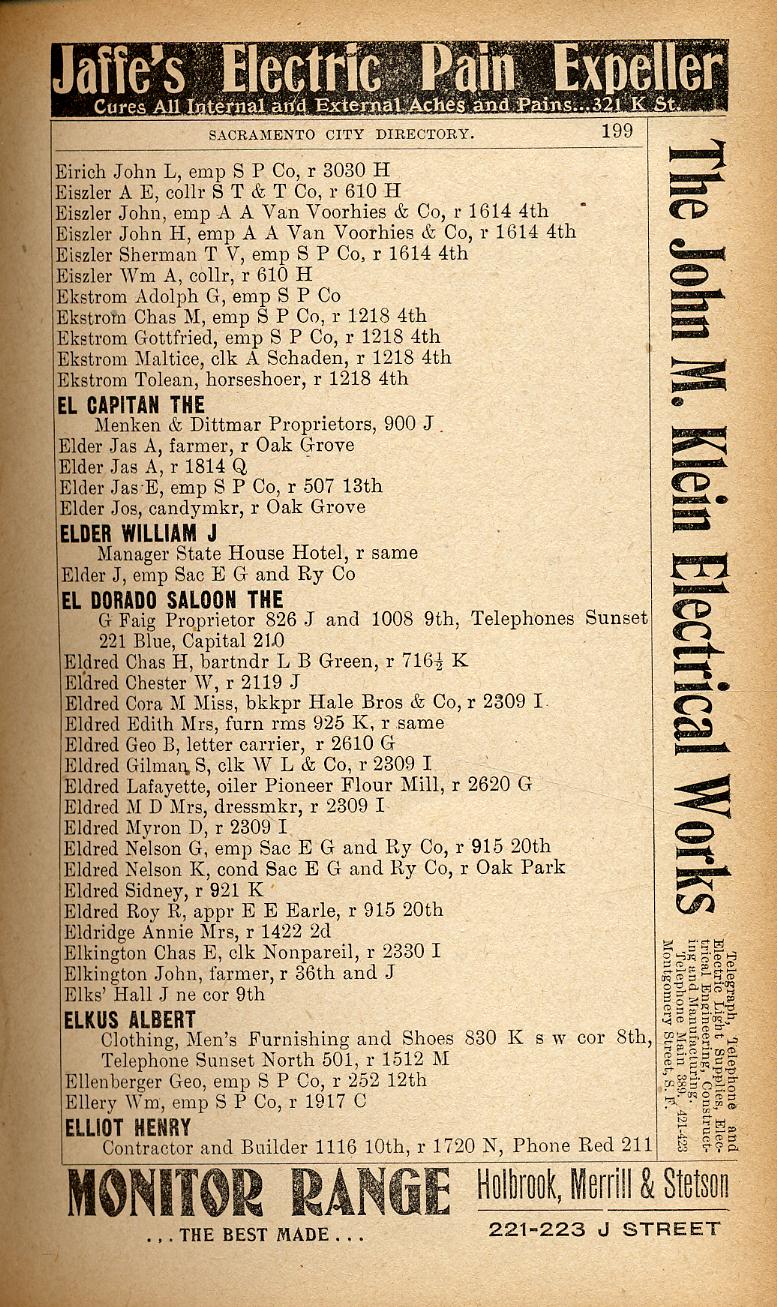 Jaffe's Electric Pain Expeller
Cures All Internal and External Aches and Pains...321 K St....
SACRAMENTO CITY DIRECTORY. 199
Eirich John L, emp S P Co, r 3030 H
Eiszler A E, collr S T & T Co, r 610 H
Eiszler John, emp A A Van Voorhies & Co, r 1614 4th
Eiszler John H, emp A A Van Voorhies & Co, r 1614 4th
Eiszler Sherman T V, emp S P Co, r 1614 4th
Eiszler Wm A, collr, r 610 H
Ekstrom Adolph G, emp S P Co
Ekstrom Chas M, emp S P Co, r 1218 4th
Ekstrom Gottfried, emp S P Co, r 1218 4th
Ekstrom Maltice, clk A Schaden, r 1218 4th
Ekstrom Tolean, horseshoer, r 1218 4th
EL CAPITAN THE
Menken & Dittmar Proprietors, 900 J
Elder Jas A, farmer, r Oak Grove
Elder Jas A, r 1814 Q
Elder Jas E, emp S P Co, r 507 13th
Elder Jos, candymkr, r Oak Grove
ELDER WILLIAM J
Manager State House Hotel, r same
Elder J, emp Sac E G and Ry Co
EL DORADO SALOON THE
G Faig Proprietor 826 J and 1008 9th, Telephones Sunset
221 Blue, Capital 210
Eldred Chas H, bartndr L B Green, r 716½ K
Eldred Chester W, r 2119 J
Eldred Cora M Miss, bkkpr Hale Bros & Co, r 2309 I
Eldred Edith Mrs, furn rms 925 K, r same
Eldred Geo B, letter carrier, r 2610 G
Eldred Gilman S, clk W L & Co, r 2309 I
Eldred Lafayette, oiler Pioneer Flour Mill, r 2620 G
Eldred M D Mrs, dressmkr, r 2309 I
Eldred Myron D, r 2309 I
Eldred Nelson G, emp Sac E G and Ry Co, r 915 20th
Eldred Nelson K, cond Sac E G and Ry Co, r Oak Park
Eldred Sidney, r 921 K
Eldred Roy R, appr E E Earle, r 915 20th
Eldridge Annie Mrs, r 1422 2d
Elkington Chas E, clk Nonpareil, r 2330 I
Elkington John, farmer, r 36th and J
Elks' Hall J ne cor 9th
ELKUS ALBERT
Clothing, Men's Furnishing and Shoes 830 K s w cor 8th,
Telephone Sunset North 501, r 1512 M
Ellenberger Geo, emp S P Co, r 252 12th
Ellery Wm, emp S P Co, r 1917 C
ELLIOT HENRY
Contractor and Builder 1116 10th, r 1720 N, Phone Red 211
The John M. Klein Electrical Works
Telegraph, Telephone and
Electric Light Supplies, Elec-
trical Engineering, Construct-
ing and Manufacturing.
Telephone Main 389. 421-423
Montgomery Street, S. F.
MONITOR RANGE
...THE BEST MADE...
Holbrook, Merrill & Stetson
221-223 J STREET